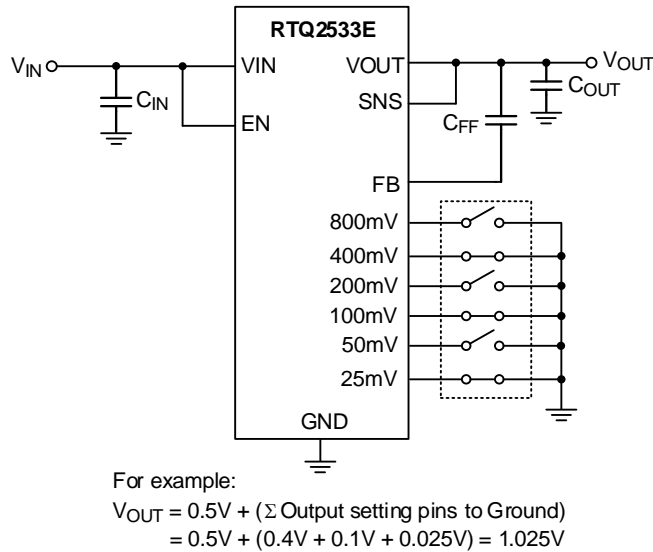 RTQ2533E
VIN
VIN
VOUT
VOUT
CIN
COUT
SNS
EN
CFF
FB
800mV
400mV
200mV
100mV
50mV
25mV
GND
For example:
VOUT = 0.5V + (Σ Output setting pins to Ground)
= 0.5V + (0.4V + 0.1V + 0.025V) = 1.025V